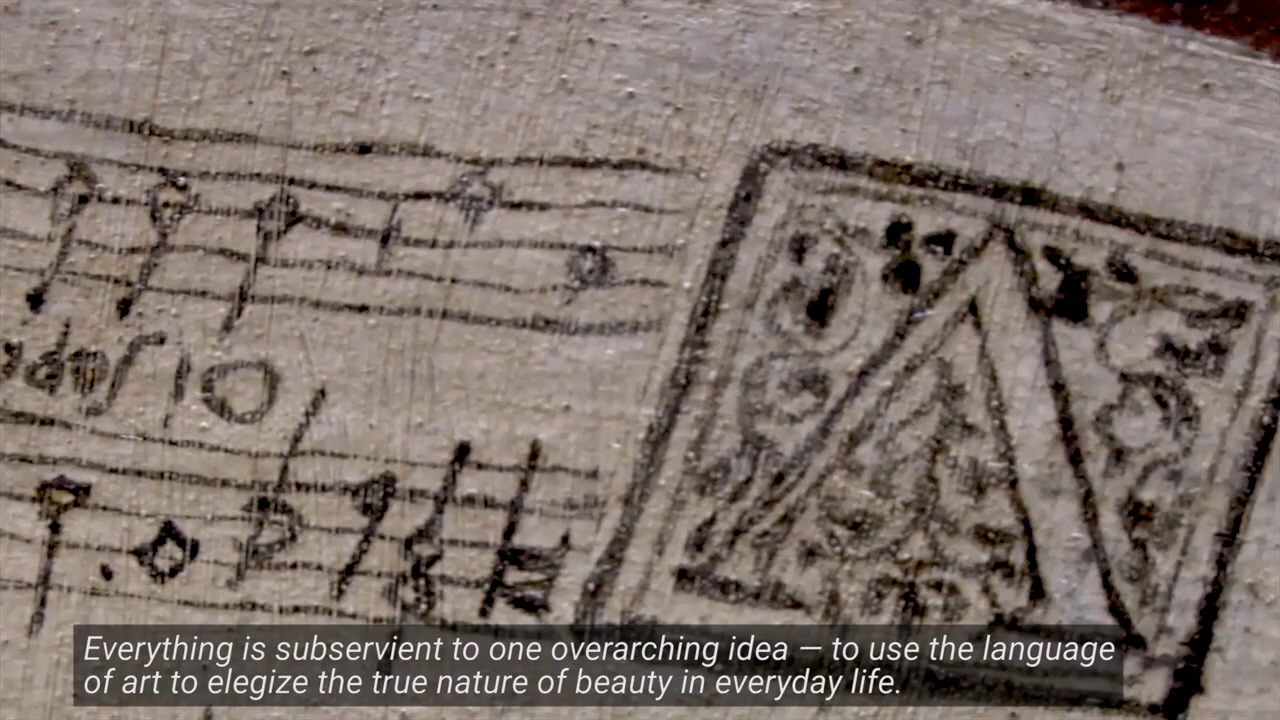 Everything is subservient to one overarching idea — to use the language
of art to elegize the true nature of beauty in everyday life.